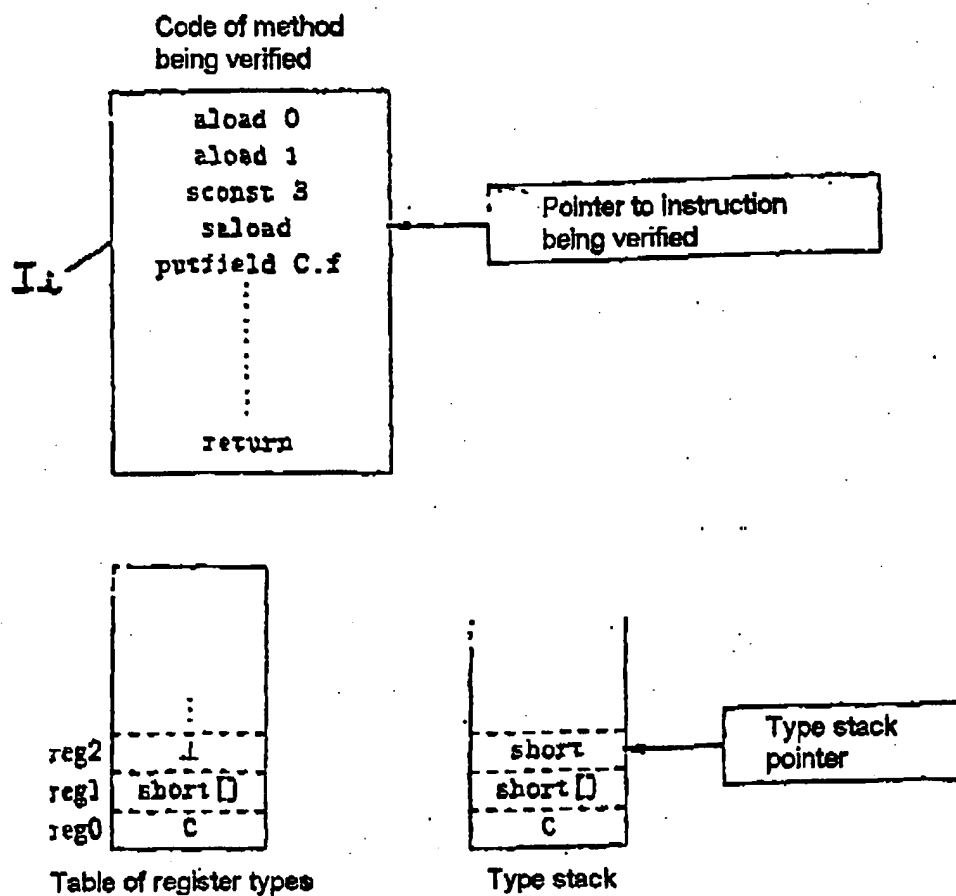 Code of method
being verified
aload 0
aload 1
sconst 3
saload
putfield C.f
return
Pointer to instruction
being verified
Ii
reg2
⊥
reg1
short[]
reg0
C
Table of register types
short
short[]
C
Type stack
Type stack
pointer